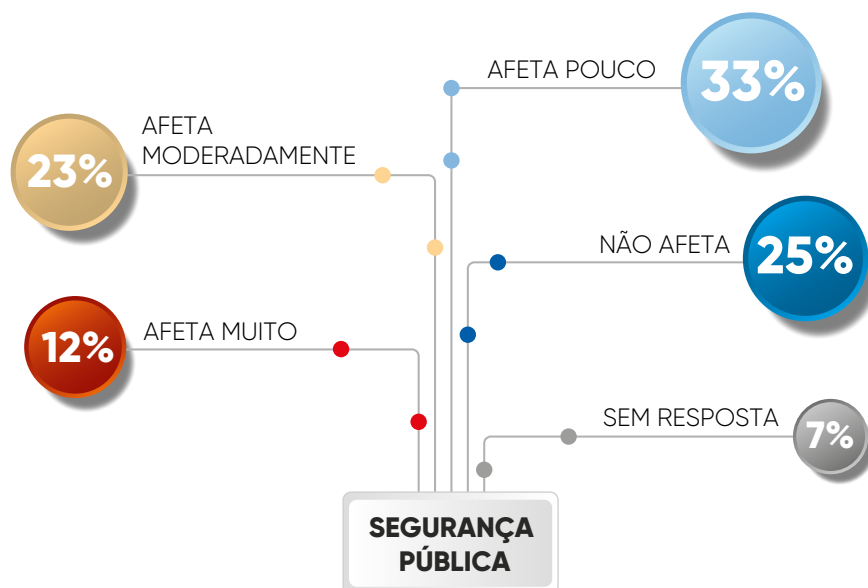 AFETA POUCO
33%
AFETA
MODERADAMENTE
23%
NÃO AFETA
25%
AFETA MUITO
12%
SEM RESPOSTA
7%
SEGURANÇA
PÚBLICA